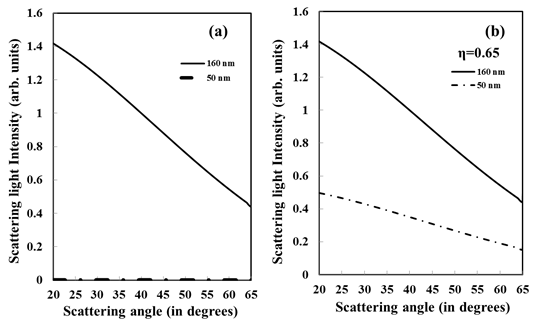 (a)
160 nm
50 nm
Scattering light Intensity (arb. units)
1.6
1.4
1.2
1
0.8
0.6
0.4
0.2
0
20 25 30 35 40 45 50 55 60 65
Scattering angle (in degrees)
(b)
η=0.65
160 nm
50 nm
Scattering light Intensity (arb. units)
1.6
1.4
1.2
1
0.8
0.6
0.4
0.2
0
20 25 30 35 40 45 50 55 60 65
Scattering angle (in degrees)